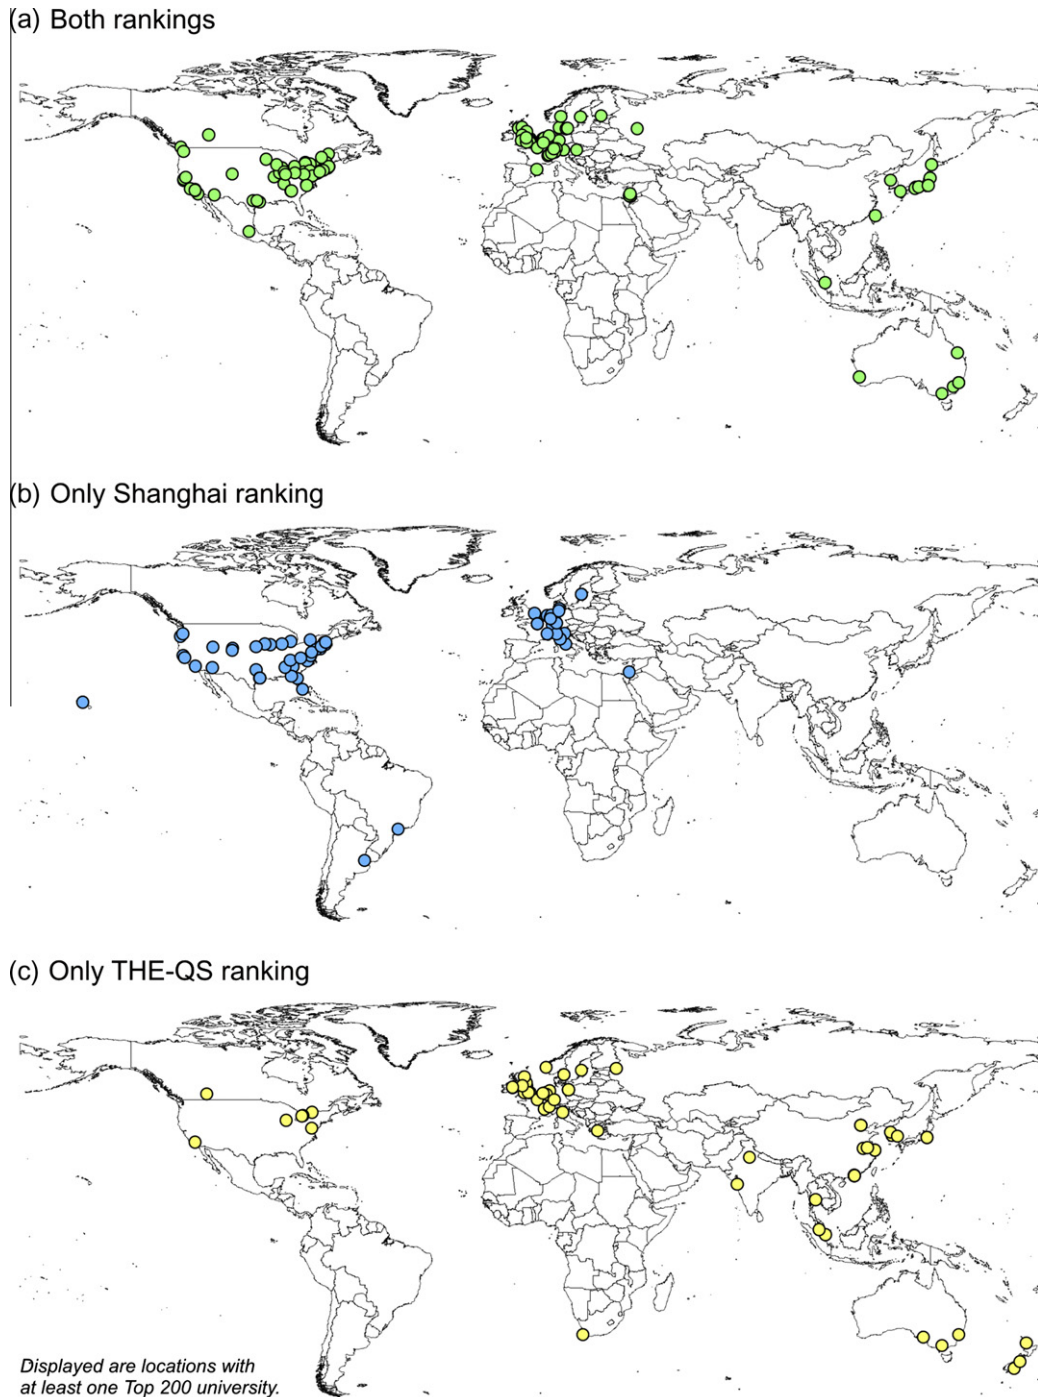 (a) Both rankings
(b) Only Shanghai ranking
(c) Only THE-QS ranking
Displayed are locations with
at least one Top 200 university.